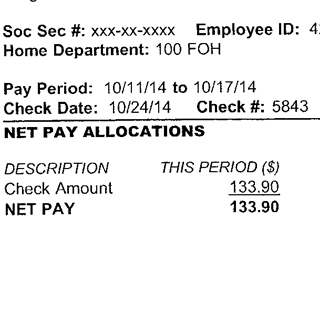 Soc Sec #: xxx-xx-xxxx Employee ID:
Home Department: 100 FOH
Pay Period: 10/11/14 to 10/17/14
Check Date: 10/24/14 Check #: 5843
NET PAY ALLOCATIONS
DESCRIPTION THIS PERIOD ($)
Check Amount 133.90
NET PAY 133.90